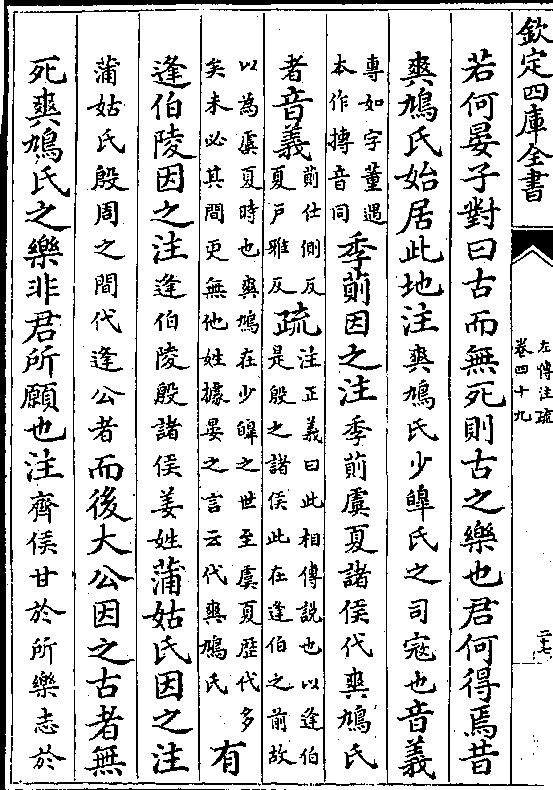 欽定四庫全書
左傳注疏
卷四十九
二十七
若何晏子對曰古而無死則古之樂也君何得焉昔
爽鳩氏始居此地注爽鳩氏少皞氏之司寇也音義
專如字董遇
本作摶音同
季萴因之注季萴虞夏諸侯代爽鳩氏
者音義
萴仕側反
夏戸雅反
疏
注正義曰此相傳説也以逢伯
是殷之諸侯此在逢伯之前故
以為虞夏時也爽鳩在少皞之世至虞夏歴代多
矣未必其間更無他姓據晏之言云代爽鳩氏
有
逢伯陵因之注逢伯陵殷諸侯姜姓蒲姑氏因之注
蒲姑氏殷周之間代逢公者而後大公因之古者無
死爽鳩氏之樂非君所願也注齊侯甘於所樂志於